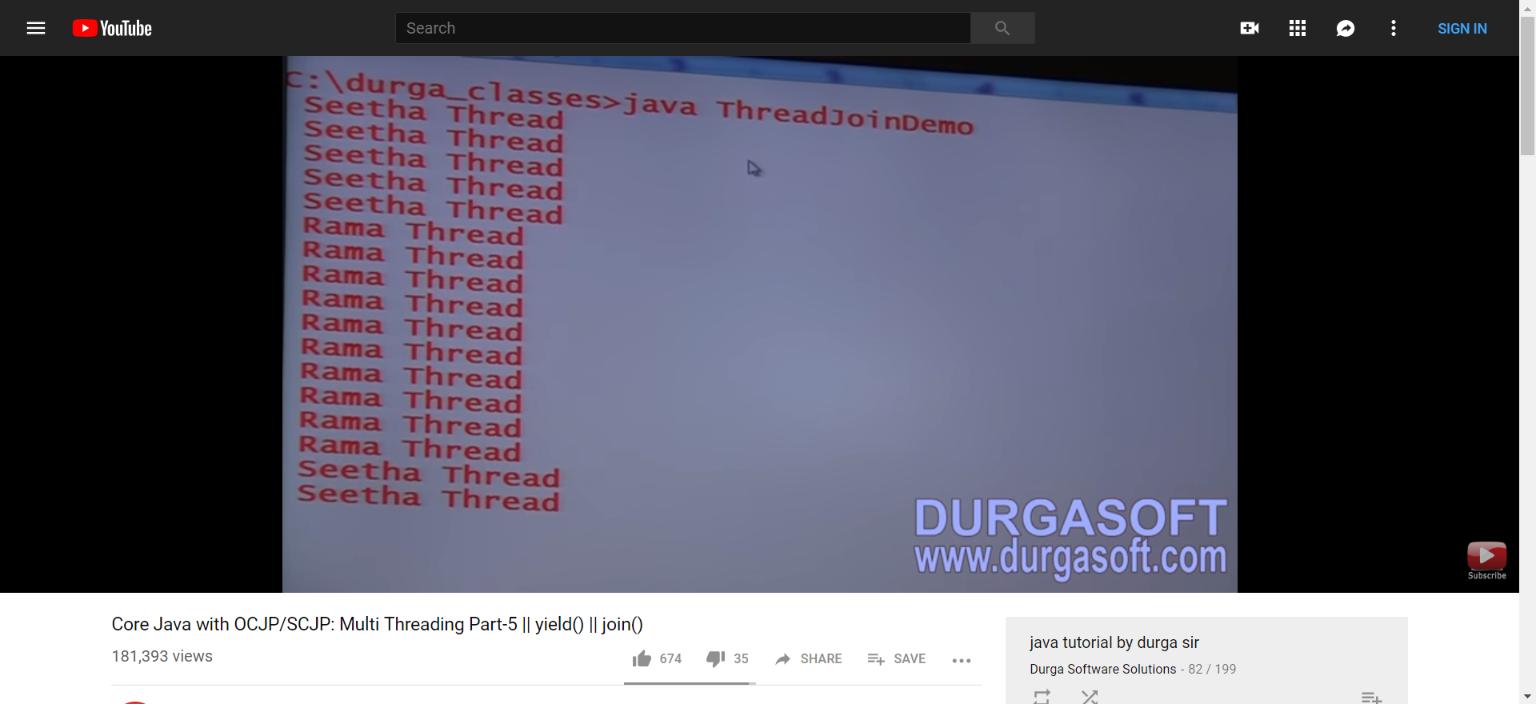 YouTube
Search
SIGN IN
C:\durga_classes>java ThreadJoinDemo
Seetha Thread
Seetha Thread
Seetha Thread
Seetha Thread
Seetha Thread
Rama Thread
Rama Thread
Rama Thread
Rama Thread
Rama Thread
Rama Thread
Rama Thread
Rama Thread
Rama Thread
Rama Thread
Seetha Thread
Seetha Thread
DURGASOFT
www.durgasoft.com
Subscribe
Core Java with OCJP/SCJP: Multi Threading Part-5 || yield() || join()
181,393 views
674
35
SHARE
SAVE
java tutorial by durga sir
Durga Software Solutions - 82 / 199